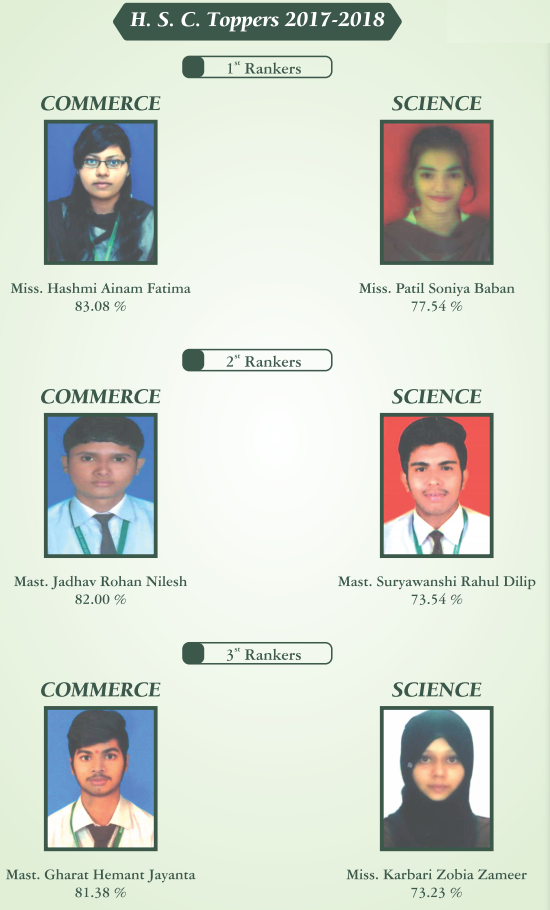 H. S. C. Toppers 2017-2018
1st Rankers
COMMERCE
SCIENCE
Miss. Hashmi Ainam Fatima
83.08 %
Miss. Patil Soniya Baban
77.54 %
2st Rankers
COMMERCE
SCIENCE
Mast. Jadhav Rohan Nilesh
82.00 %
Mast. Suryawanshi Rahul Dilip
73.54 %
3st Rankers
COMMERCE
SCIENCE
Mast. Gharat Hemant Jayanta
81.38 %
Miss. Karbari Zobia Zameer
73.23 %